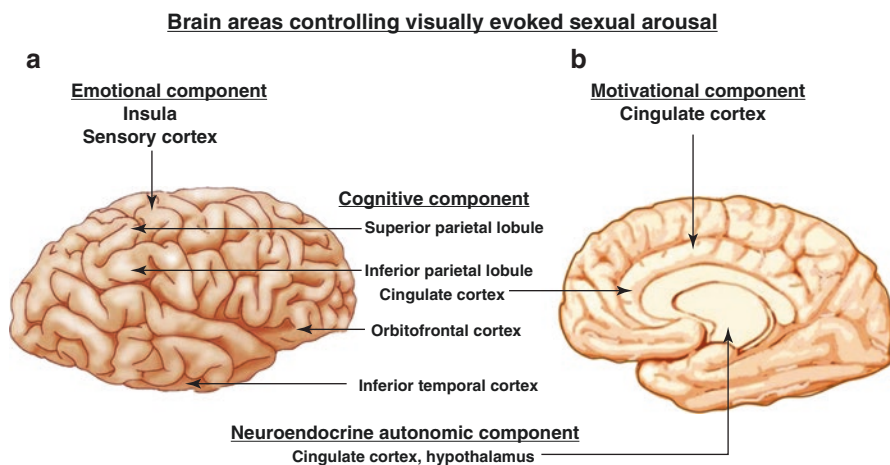 Brain areas controlling visually evoked sexual arousal
a
Emotional component
Insula
Sensory cortex
Cognitive component
Superior parietal lobule
Inferior parietal lobule
Cingulate cortex
Orbitofrontal cortex
Inferior temporal cortex
b
Motivational component
Cingulate cortex
Neuroendocrine autonomic component
Cingulate cortex, hypothalamus